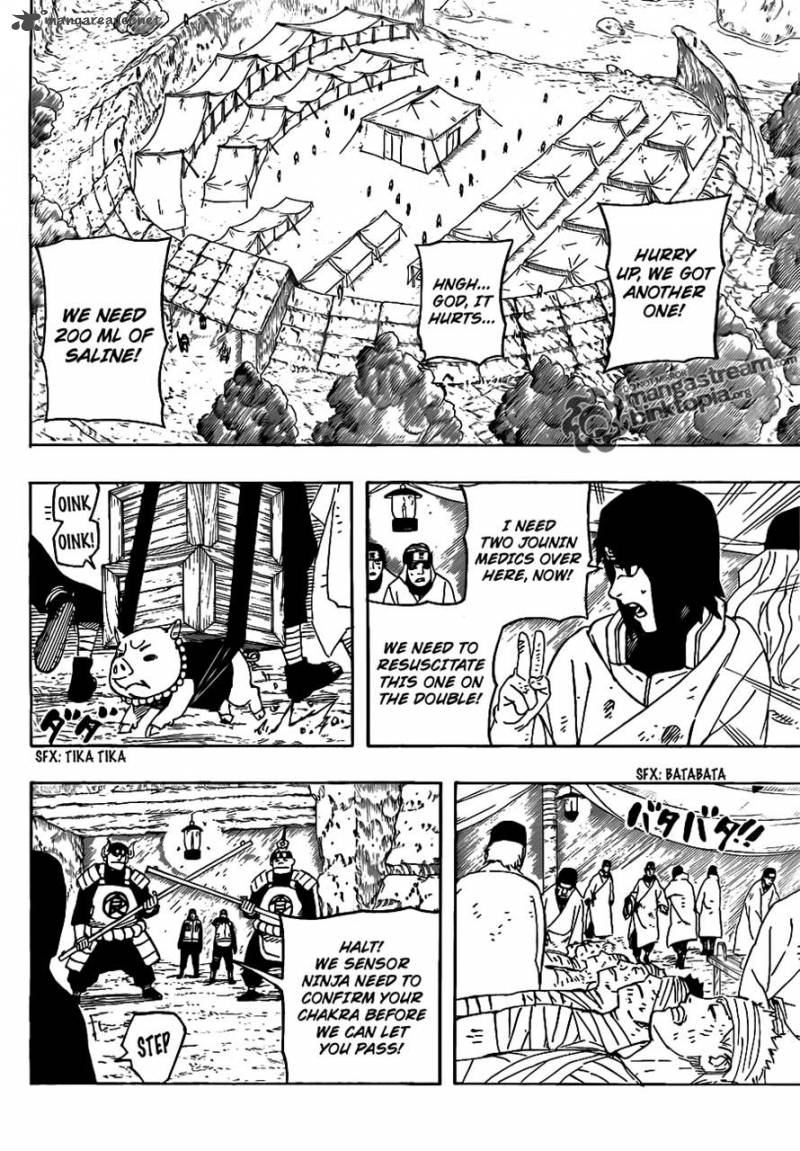 mangareader.net
HURRY
UP, WE GOT
ANOTHER
ONE!
HNGH...
GOD, IT
HURTS...
WE NEED
200 ML OF
SALINE!
mangastream.com
binktopia.org
I NEED
TWO JOUNIN
MEDICS OVER
HERE, NOW!
WE NEED TO
RESUSCITATE
THIS ONE ON
THE DOUBLE!
OINK
OINK!
ダダ
SFX: TIKA TIKA
SFX: BATABATA
バタバタ!!
HALT!
WE SENSOR
NINJA NEED TO
CONFIRM YOUR
CHAKRA BEFORE
WE CAN LET
YOU PASS!
STEP